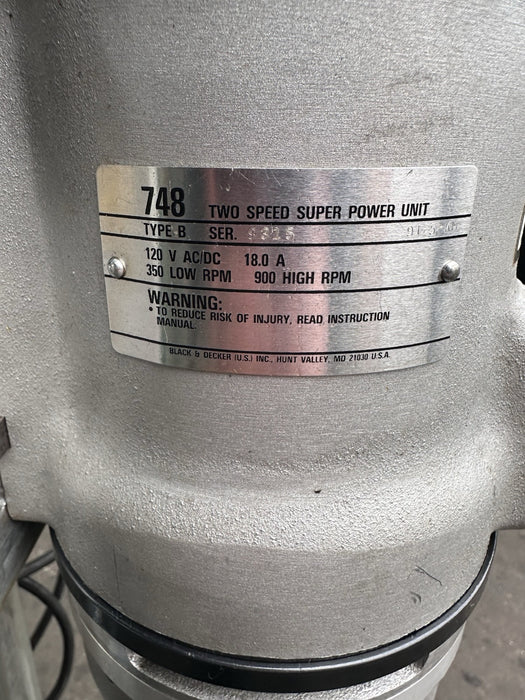 748 TWO SPEED SUPER POWER UNIT
TYPE B SER.
120 V AC/DC 18.0 A
350 LOW RPM 900 HIGH RPM
WARNING:
• TO REDUCE RISK OF INJURY, READ INSTRUCTION
MANUAL.
BLACK & DECKER (U.S.) INC., HUNT VALLEY, MD 21030 U.S.A.